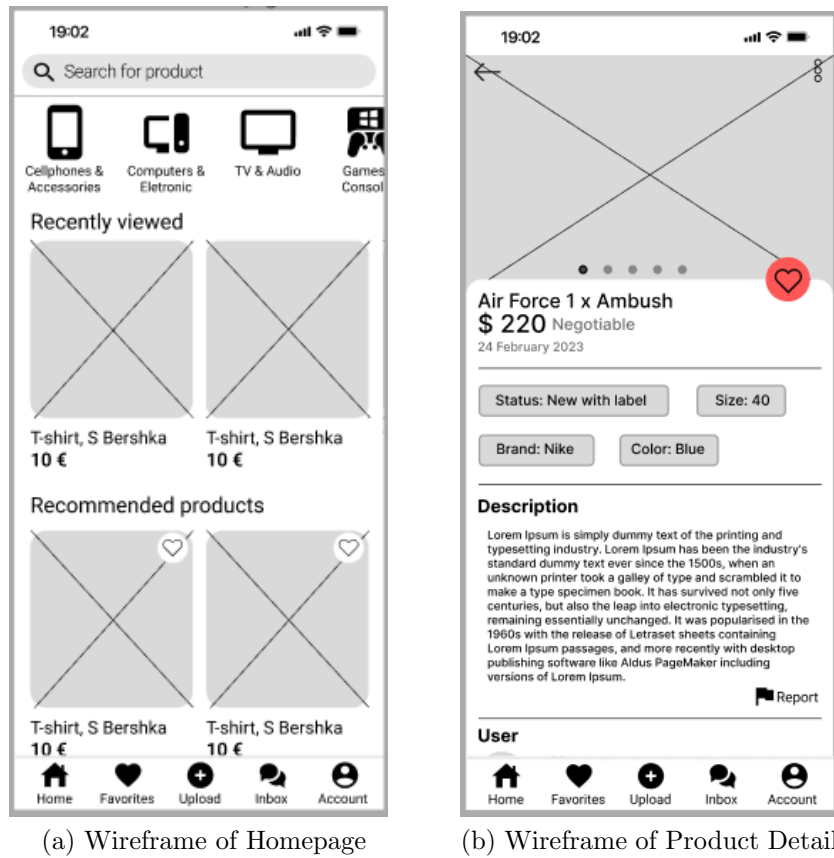 19:02
Search for product
Cellphones &
Accessories
Computers &
Eletronic
TV & Audio
Games
Consol
Recently viewed
T-shirt, S Bershka
10 €
T-shirt, S Bershka
10 €
Recommended products
T-shirt, S Bershka
10 €
T-shirt, S Bershka
10 €
Home Favorites Upload Inbox Account
(a) Wireframe of Homepage
19:02
Air Force 1 x Ambush
$ 220 Negotiable
24 February 2023
Status: New with label Size: 40
Brand: Nike Color: Blue
Description
Lorem Ipsum is simply dummy text of the printing and
typesetting industry. Lorem Ipsum has been the industry's
standard dummy text ever since the 1500s, when an
unknown printer took a galley of type and scrambled it to
make a type specimen book. It has survived not only five
centuries, but also the leap into electronic typesetting,
remaining essentially unchanged. It was popularised in the
1960s with the release of Letraset sheets containing
Lorem Ipsum passages, and more recently with desktop
publishing software like Aldus PageMaker including
versions of Lorem Ipsum.
Report
User
Home Favorites Upload Inbox Account
(b) Wireframe of Product Detail